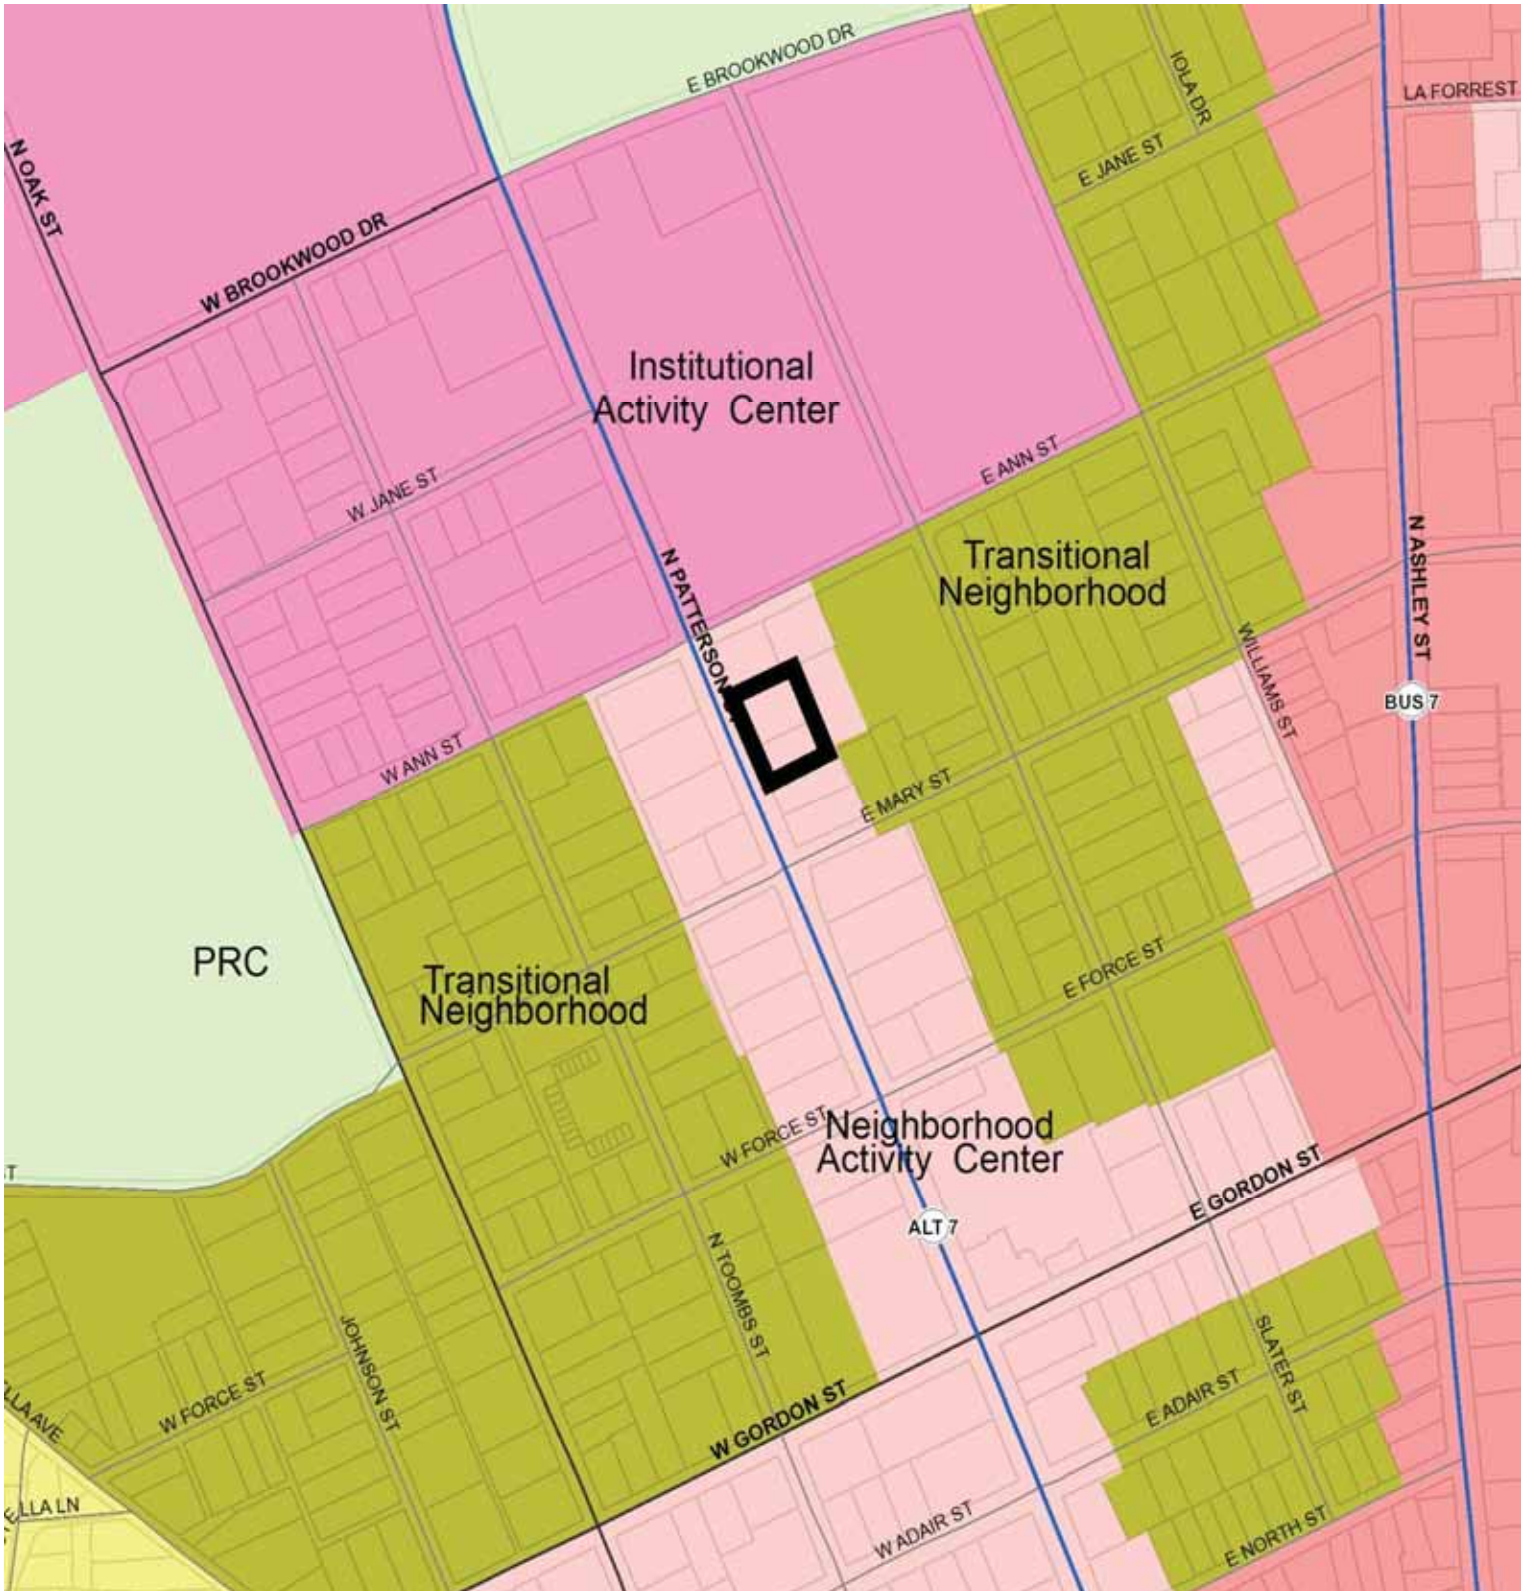 E BROOKWOOD DR
IOLA DR
LA FORREST
N OAK ST
E JANE ST
W BROOKWOOD DR
Institutional
Activity Center
W JANE ST
E ANN ST
N PATTERSON
Transitional
Neighborhood
N ASHLEY ST
WILLIAMS ST
BUS 7
W ANN ST
E MARY ST
PRC
Transitional
Neighborhood
E FORCE ST
W FORCE ST
Neighborhood
Activity Center
E GORDON ST
ALT 7
N TOOMBS ST
JOHNSON ST
SLATER ST
W FORCE ST
E ADAIR ST
W GORDON ST
LLA AVE
LLA LN
W ADAIR ST
E NORTH ST